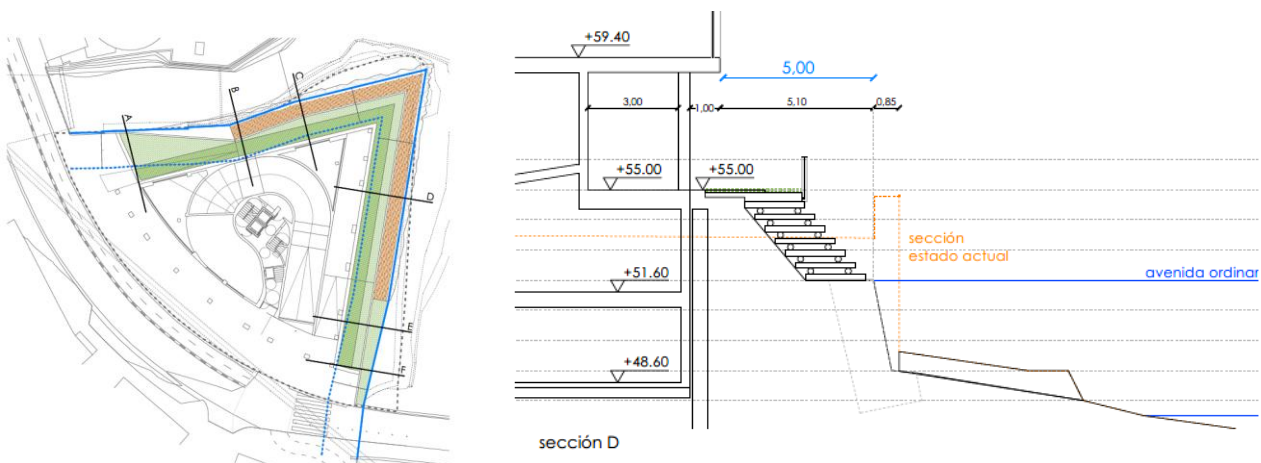 A
B
C
D
E
F
+59.40
5,00
3,00
1,00
5,10
0,85
+55.00
+55.00
sección
estado actual
+51.60
avenida ordinar
+48.60
sección D